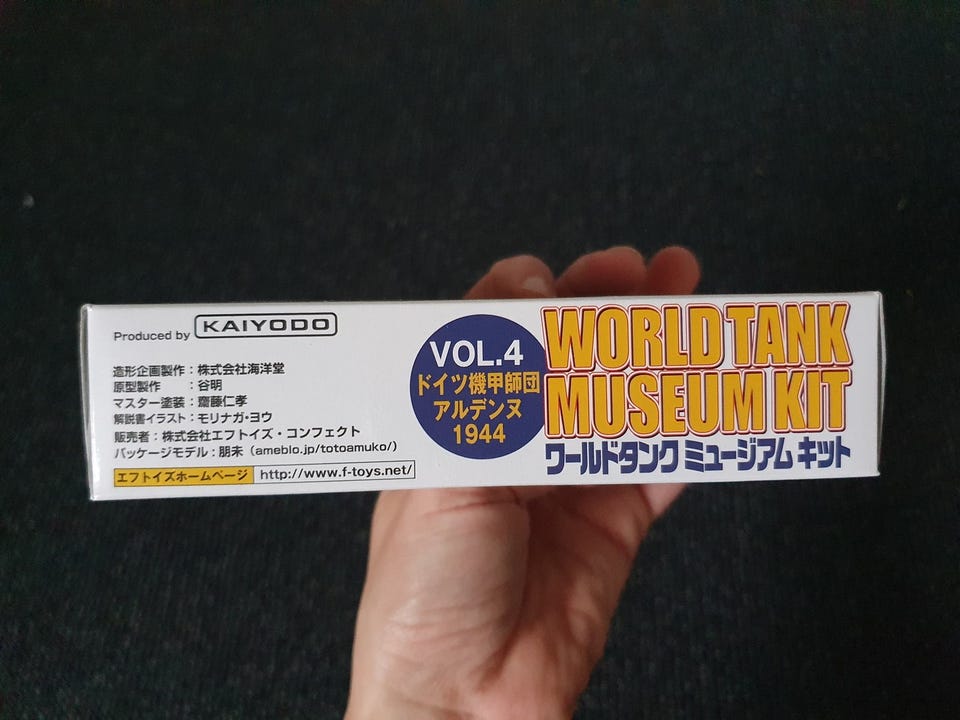 Produced by KAIYODO
造形企画製作：株式会社海洋堂
原型製作　　：谷明
マスター塗装：齋藤仁孝
解説書イラスト：モリナガ・ヨウ
販売者：株式会社エフトイズ・コンフェクト
パッケージモデル：朋未（ameblo.jp/totoamuko/）
エフトイズホームページ http://www.f-toys.net/
VOL.4
ドイツ機甲師団
アルデンヌ
1944
WORLD TANK
MUSEUM KIT
ワールドタンク ミュージアム キット